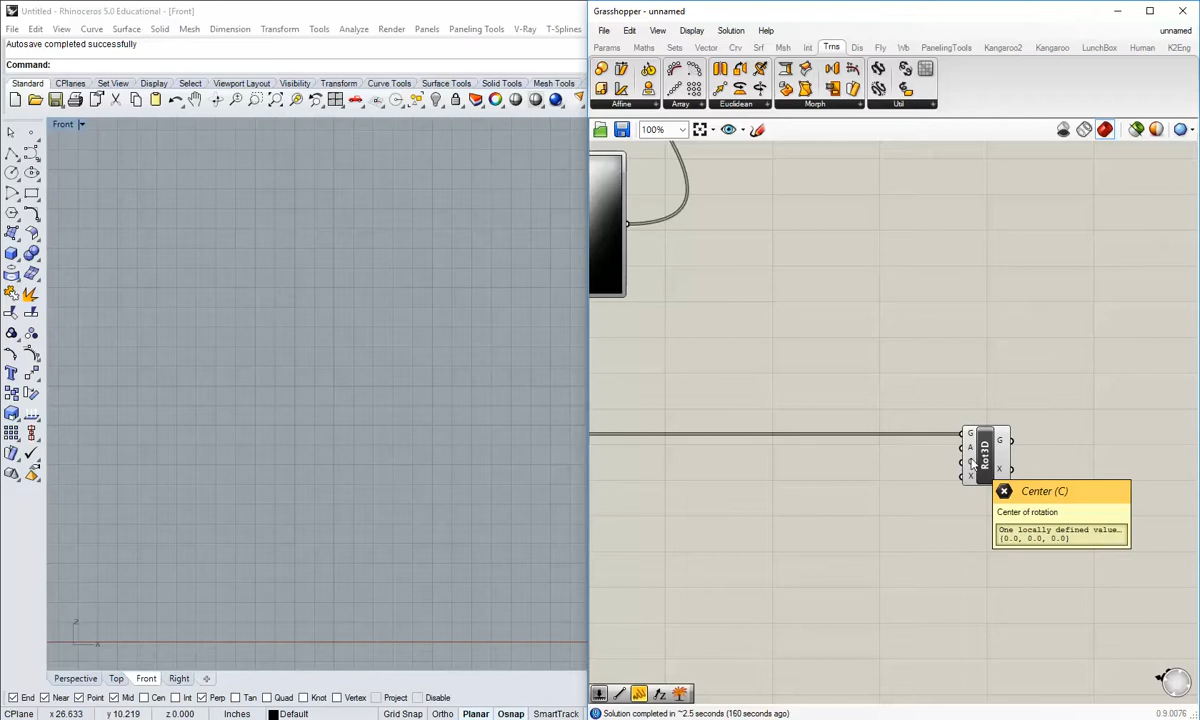 Untitled - Rhinoceros 5.0 Educational - [Front]
File Edit View Curve Surface Solid Mesh Dimension Transform Tools Analyze Render Panels Paneling Tools V-Ray T-Splines
Autosave completed successfully
Command:
Standard CPlanes Set View Display Select Viewport Layout Visibility Transform Curve Tools Surface Tools Solid Tools Mesh Tools
Front
z
x
Perspective Top Front Right
End Near Point Mid Cen Int Perp Tan Quad Knot Vertex Project Disable
CPlane x 26.633 y 10.219 z 0.000 Inches Default Grid Snap Ortho Planar Osnap SmartTrack
Grasshopper - unnamed
File Edit View Display Solution Help
unnamed
Params Maths Sets Vector Crv Srf Msh Int Trns Dis Fly Wb PanelingTools Kangaroo2 Kangaroo LunchBox Human K2Eng
Affine Array Euclidean Morph Util
100%
G
A
X
Rot3D
G
X
Center (C)
Center of rotation
One locally defined value...
{0.0, 0.0, 0.0}
Solution completed in ~2.5 seconds (160 seconds ago)
0.9.0076